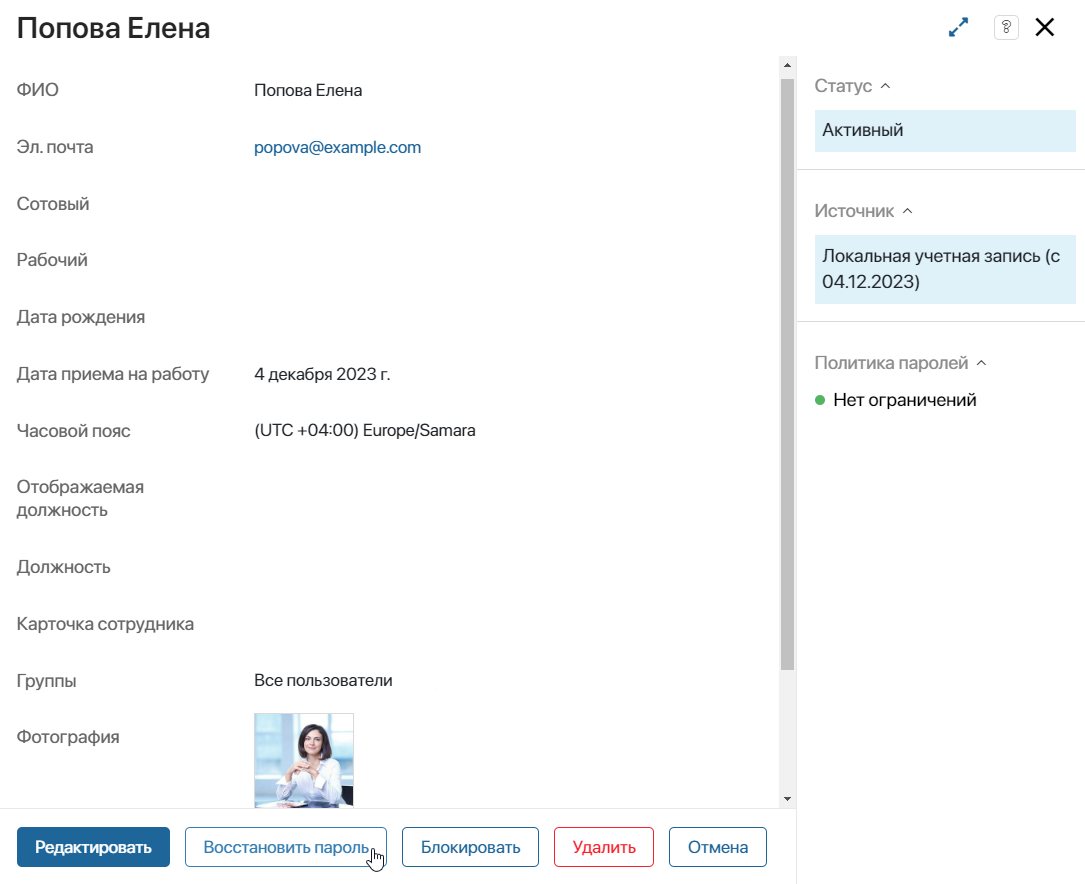 Попова Елена
?
ФИО Попова Елена
Эл. почта popova@example.com
Сотовый
Рабочий
Дата рождения
Дата приема на работу 4 декабря 2023 г.
Часовой пояс (UTC +04:00) Europe/Samara
Отображаемая
должность
Должность
Карточка сотрудника
Группы Все пользователи
Фотография
Редактировать Восстановить пароль Блокировать Удалить Отмена
Статус
Активный
Источник
Локальная учетная запись (с
04.12.2023)
Политика паролей
Нет ограничений